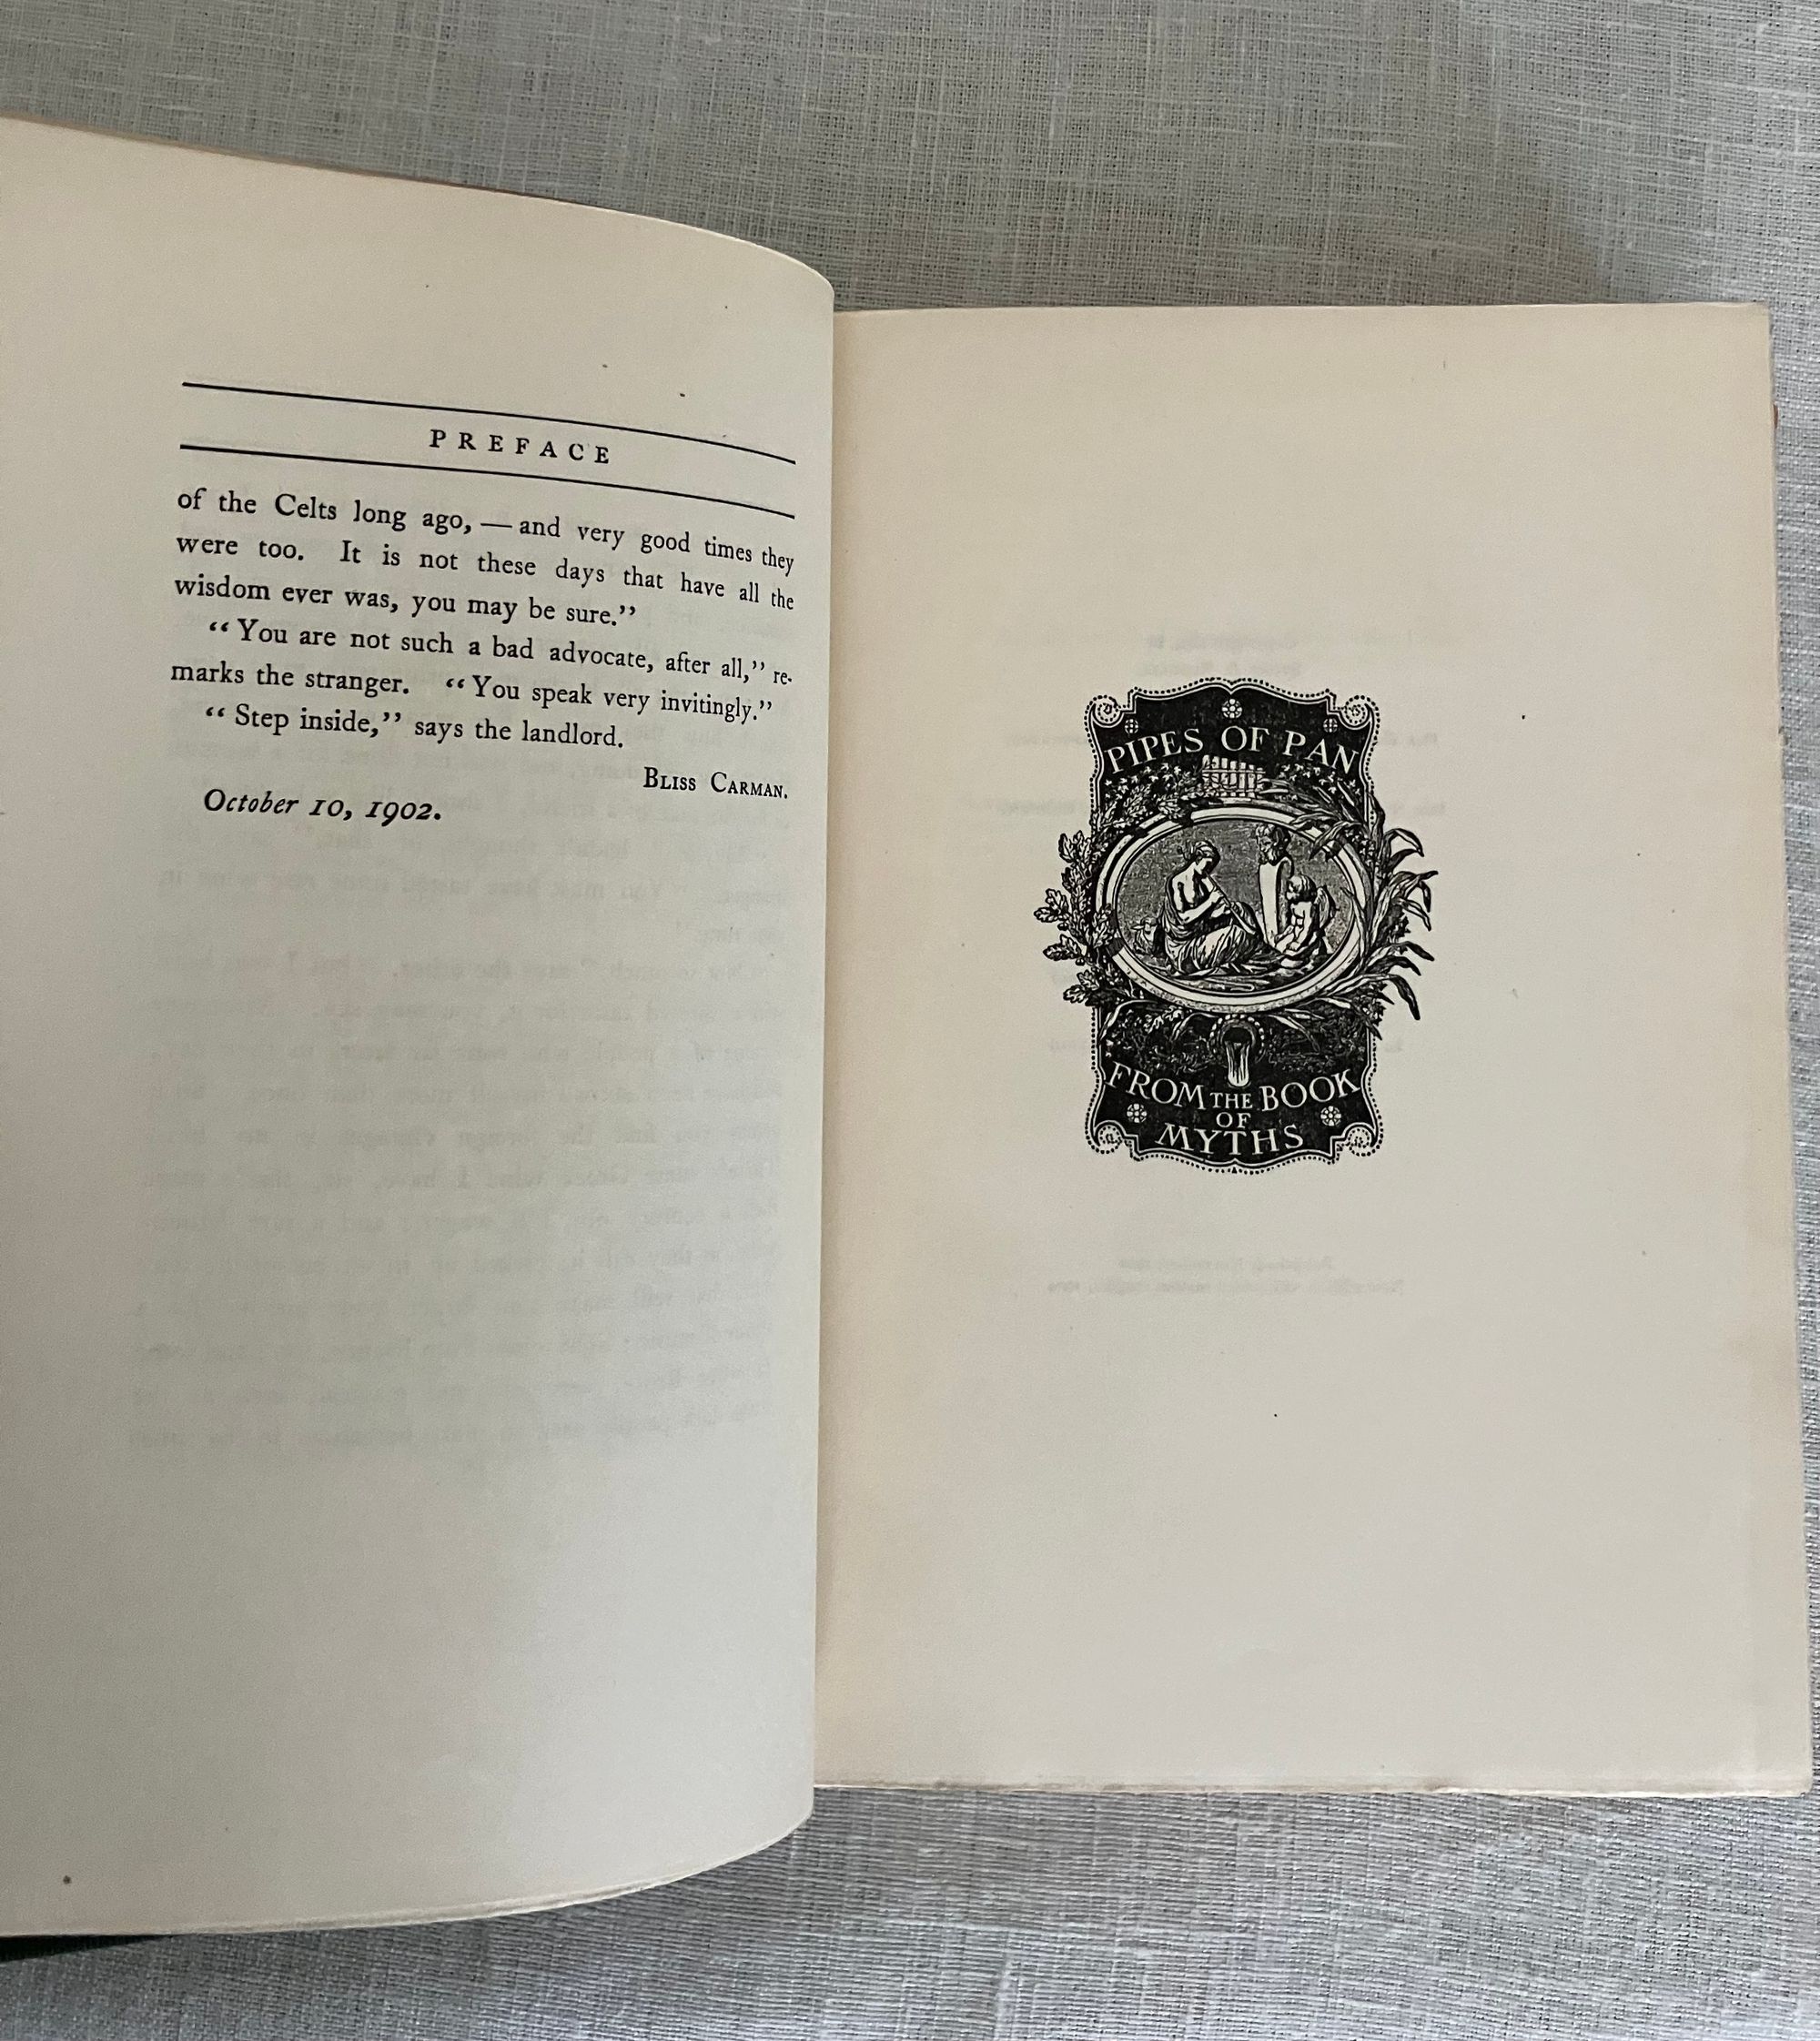 PREFACE
of the Celts long ago, — and very good times they
were too. It is not these days that have all the
wisdom ever was, you may be sure.”
“You are not such a bad advocate, after all,” re-
marks the stranger. “You speak very invitingly.”
“Step inside,” says the landlord.
BLISS CARMAN.
October 10, 1902.
PIPES OF PAN
FROM THE BOOK
OF
MYTHS